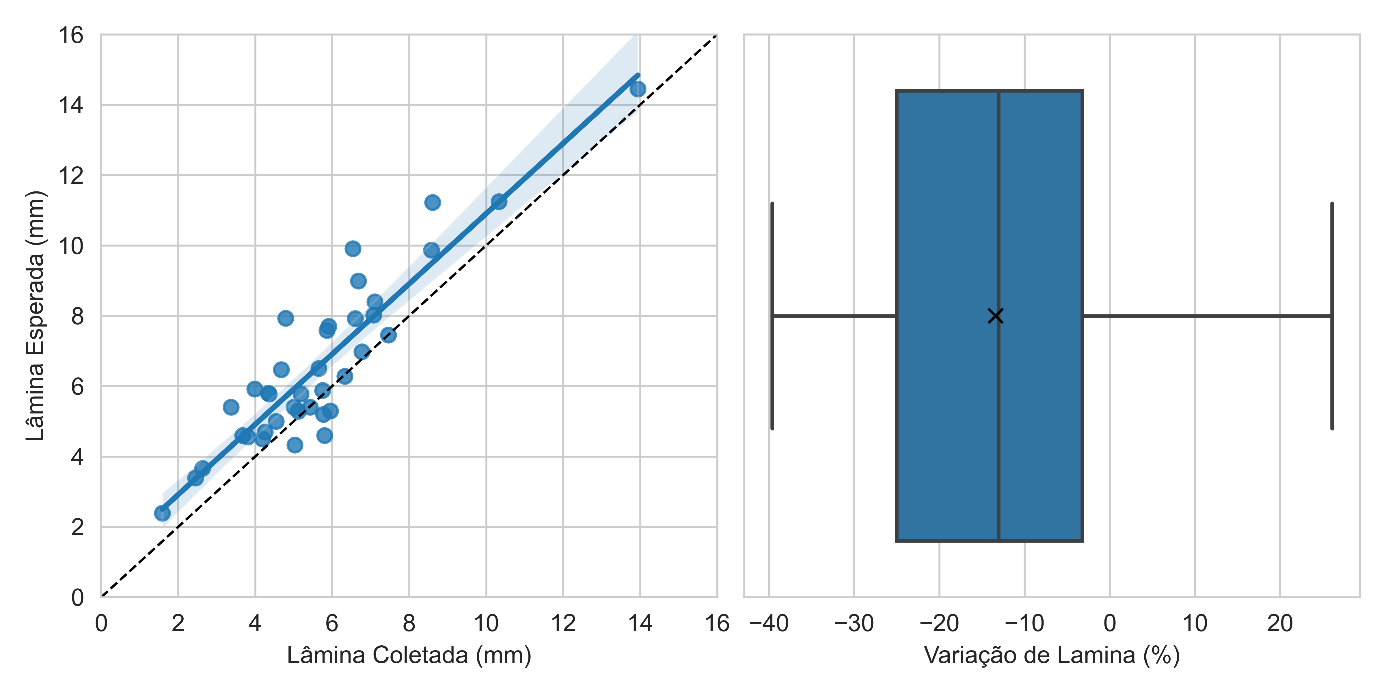 16
14
12
10
8
6
4
2
0
Lâmina Esperada (mm)
0 2 4 6 8 10 12 14 16
Lâmina Coletada (mm)
−40 −30 −20 −10 0 10 20
Variação de Lamina (%)